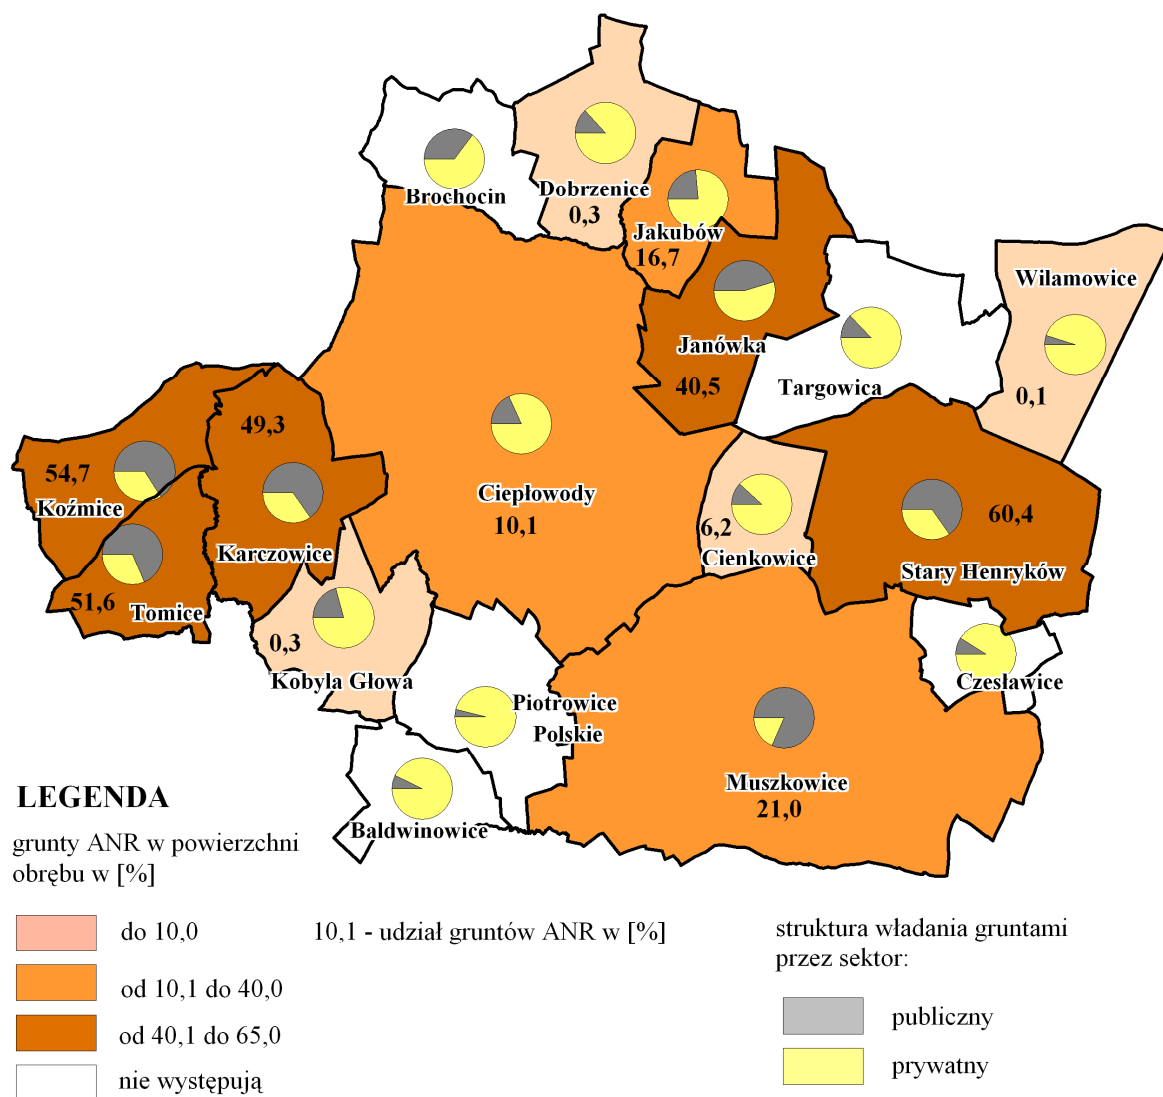 Brochocin
Dobrzenice
0,3
Jakubów
16,7
Wilamowice
0,1
Janówka
40,5
Targowica
49,3
54,7
Koźmice
Karczowice
51,6
Tomice
Ciepłowody
10,1
6,2
Cienkowice
60,4
Stary Henryków
0,3
Kobyla Głowa
Piotrowice
Polskie
Czesławice
Muszkowice
21,0
Baldwinowice
LEGENDA
grunty ANR w powierzchni
obrębu w [%]
do 10,0
od 10,1 do 40,0
od 40,1 do 65,0
nie występują
10,1 - udział gruntów ANR w [%]
struktura władania gruntami
przez sektor:
publiczny
prywatny